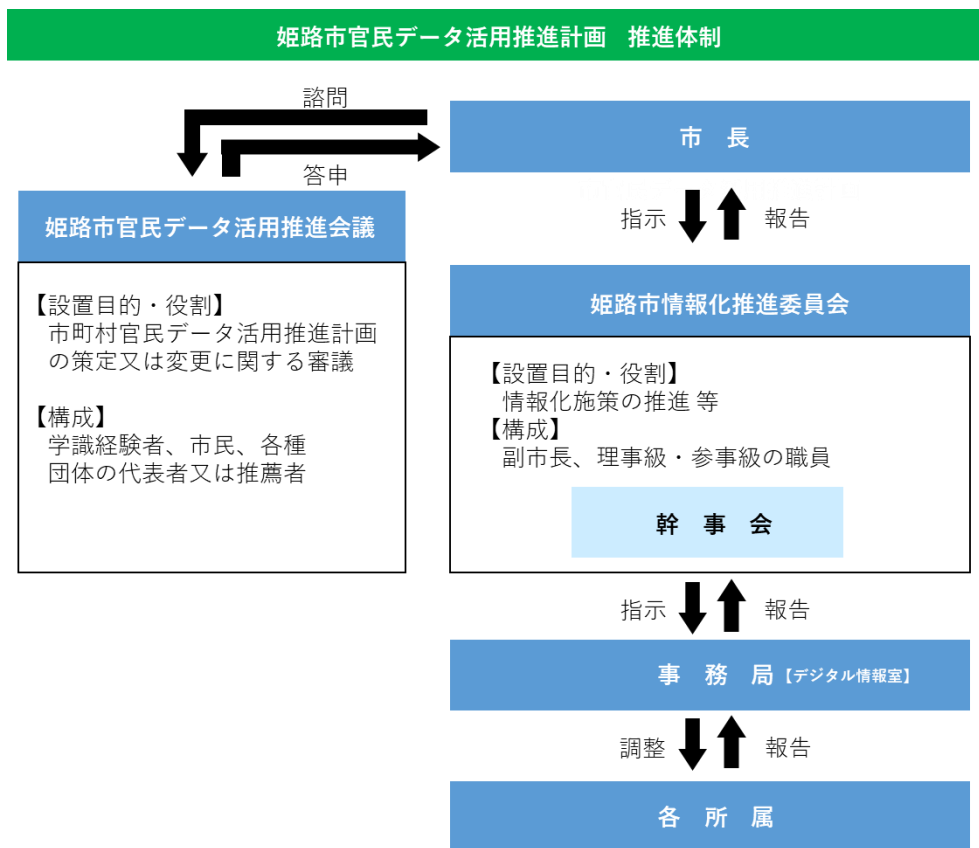 姫路市官民データ活用推進計画　推進体制
諮問
答申
市　長
指示
報告
姫路市官民データ活用推進会議
【設置目的・役割】
市町村官民データ活用推進計画
の策定又は変更に関する審議
【構成】
学識経験者、市民、各種
団体の代表者又は推薦者
姫路市情報化推進委員会
【設置目的・役割】
情報化施策の推進 等
【構成】
副市長、理事級・参事級の職員
幹　事　会
指示
報告
事　務　局【デジタル情報室】
調整
報告
各　所　属